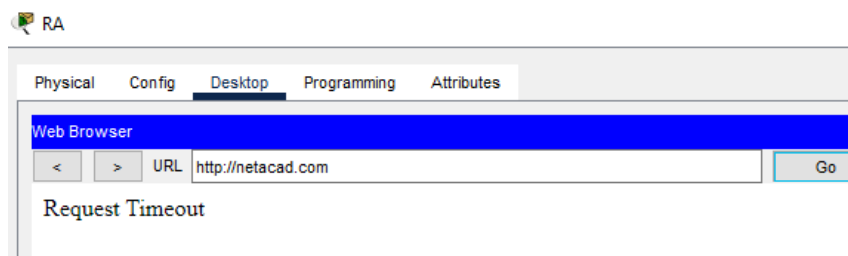 RA
Physical Config Desktop Programming Attributes
Web Browser
< > URL http://netacad.com Go
Request Timeout